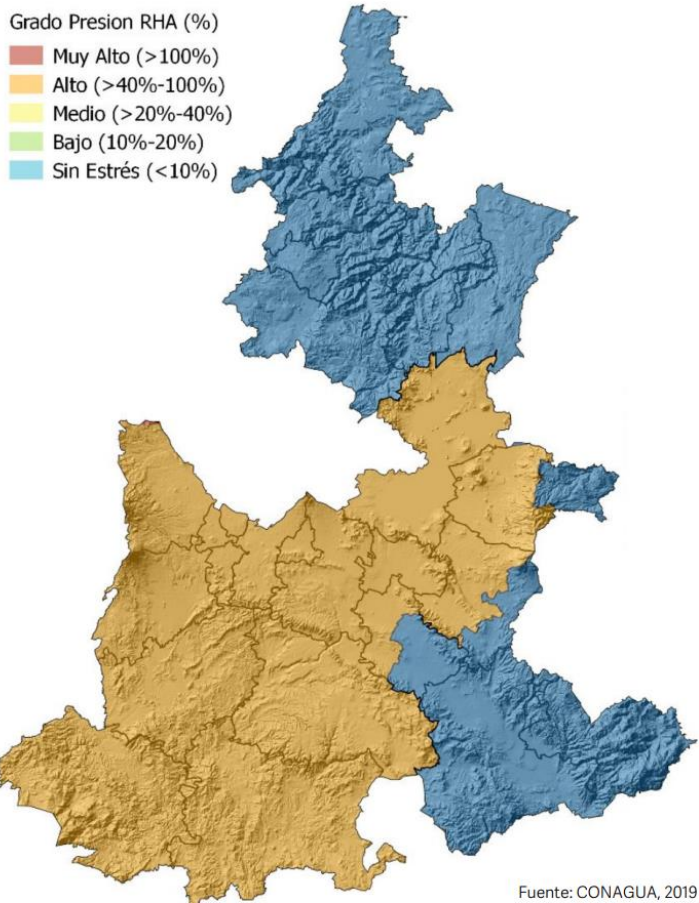 Grado Presion RHA (%)
Muy Alto (>100%)
Alto (>40%-100%)
Medio (>20%-40%)
Bajo (10%-20%)
Sin Estrés (<10%)
Fuente: CONAGUA, 2019